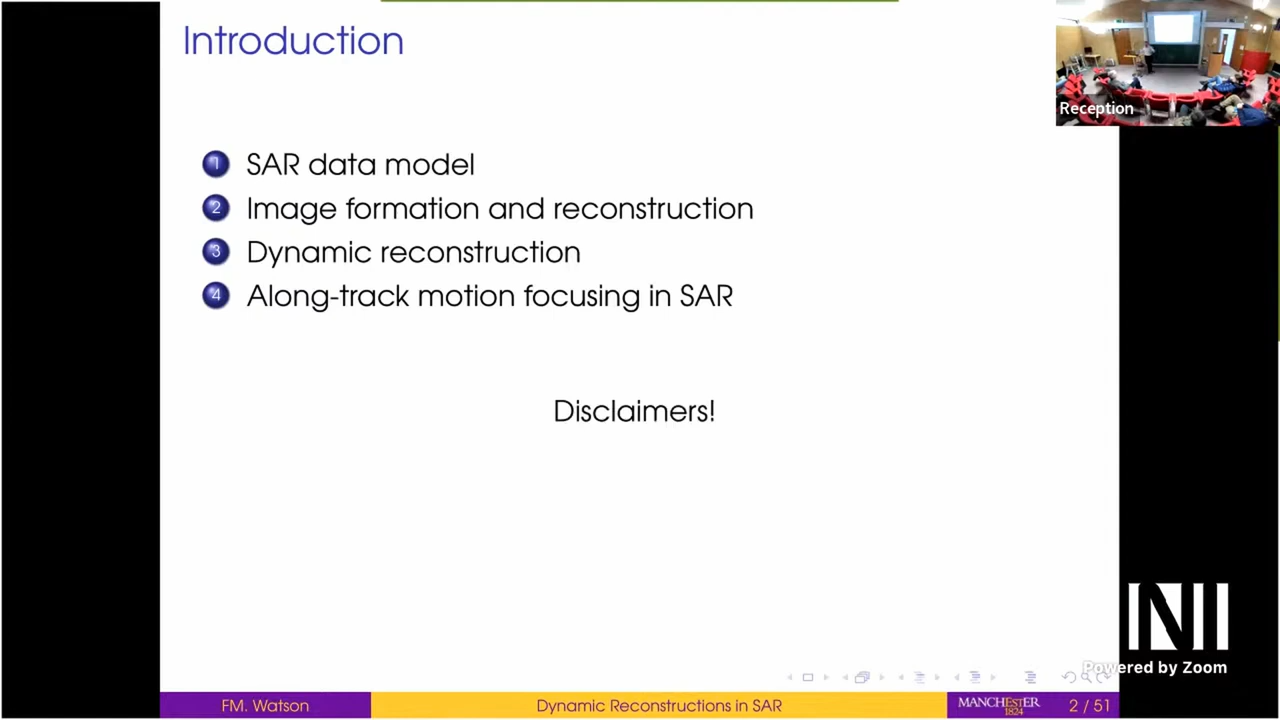 Introduction
Reception
1 SAR data model
2 Image formation and reconstruction
3 Dynamic reconstruction
4 Along-track motion focusing in SAR
Disclaimers!
NI
Powered by Zoom
FM. Watson
Dynamic Reconstructions in SAR
MANCHESTER
1824
2 / 51